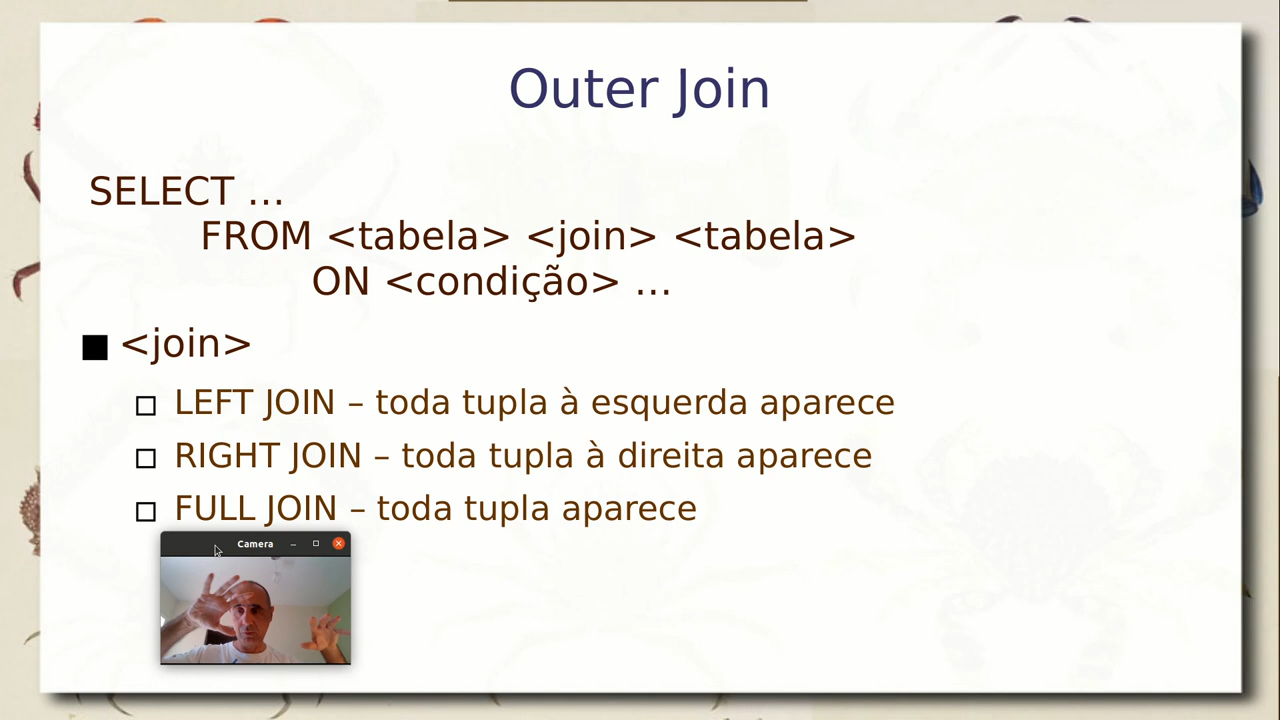 Outer Join
SELECT ...
FROM <tabela> <join> <tabela>
ON <condição> ...
<join>
LEFT JOIN – toda tupla à esquerda aparece
RIGHT JOIN – toda tupla à direita aparece
FULL JOIN – toda tupla aparece
Camera